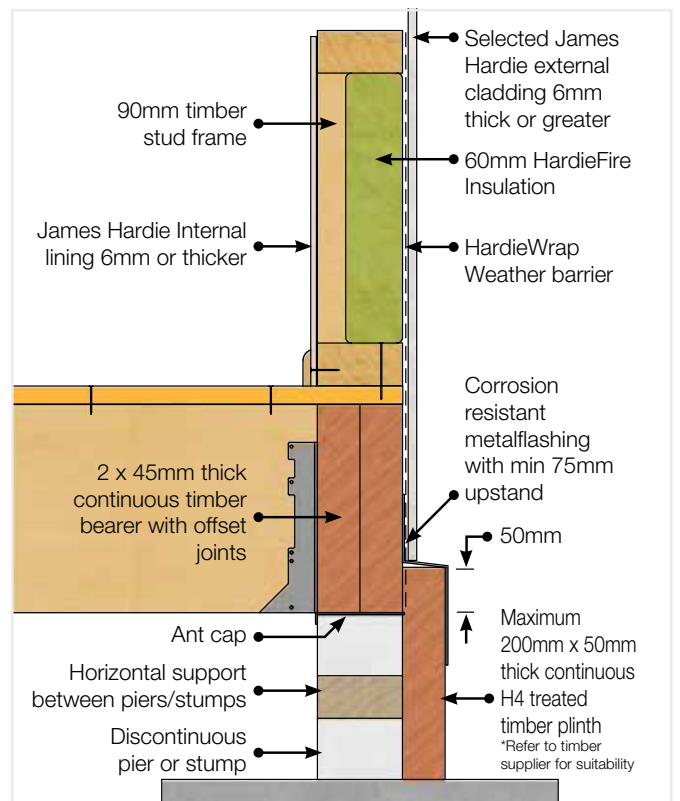 90mm timber
stud frame
James Hardie Internal
lining 6mm or thicker
2 x 45mm thick
continuous timber
bearer with offset
joints
Ant cap
Horizontal support
between piers/stumps
Discontinuous
pier or stump
Selected James
Hardie external
cladding 6mm
thick or greater
60mm HardieFire
Insulation
HardieWrap
Weather barrier
Corrosion
resistant
metalflashing
with min 75mm
upstand
50mm
Maximum
200mm x 50mm
thick continuous
H4 treated
timber plinth
*Refer to timber
supplier for suitability